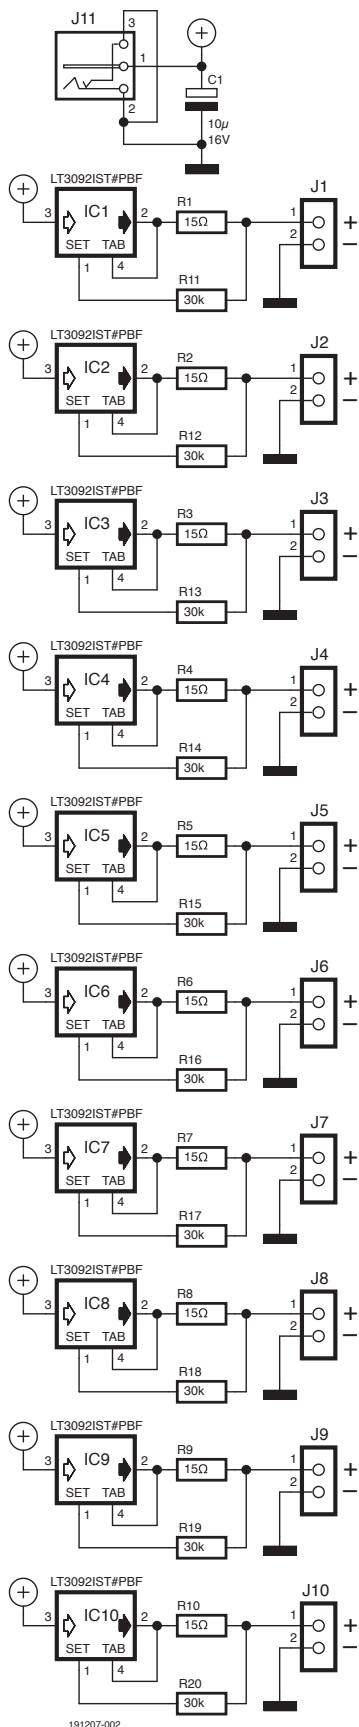 J11
3
1
2
+
C1
10µ
16V
LT3092IST#PBF
+
3
IC1
2
SET TAB
1
4
R1
15Ω
R11
30k
J1
1
2
+
−
LT3092IST#PBF
+
3
IC2
2
SET TAB
1
4
R2
15Ω
R12
30k
J2
1
2
+
−
LT3092IST#PBF
+
3
IC3
2
SET TAB
1
4
R3
15Ω
R13
30k
J3
1
2
+
−
LT3092IST#PBF
+
3
IC4
2
SET TAB
1
4
R4
15Ω
R14
30k
J4
1
2
+
−
LT3092IST#PBF
+
3
IC5
2
SET TAB
1
4
R5
15Ω
R15
30k
J5
1
2
+
−
LT3092IST#PBF
+
3
IC6
2
SET TAB
1
4
R6
15Ω
R16
30k
J6
1
2
+
−
LT3092IST#PBF
+
3
IC7
2
SET TAB
1
4
R7
15Ω
R17
30k
J7
1
2
+
−
LT3092IST#PBF
+
3
IC8
2
SET TAB
1
4
R8
15Ω
R18
30k
J8
1
2
+
−
LT3092IST#PBF
+
3
IC9
2
SET TAB
1
4
R9
15Ω
R19
30k
J9
1
2
+
−
LT3092IST#PBF
+
3
IC10
2
SET TAB
1
4
R10
15Ω
R20
30k
J10
1
2
+
−
191207-002